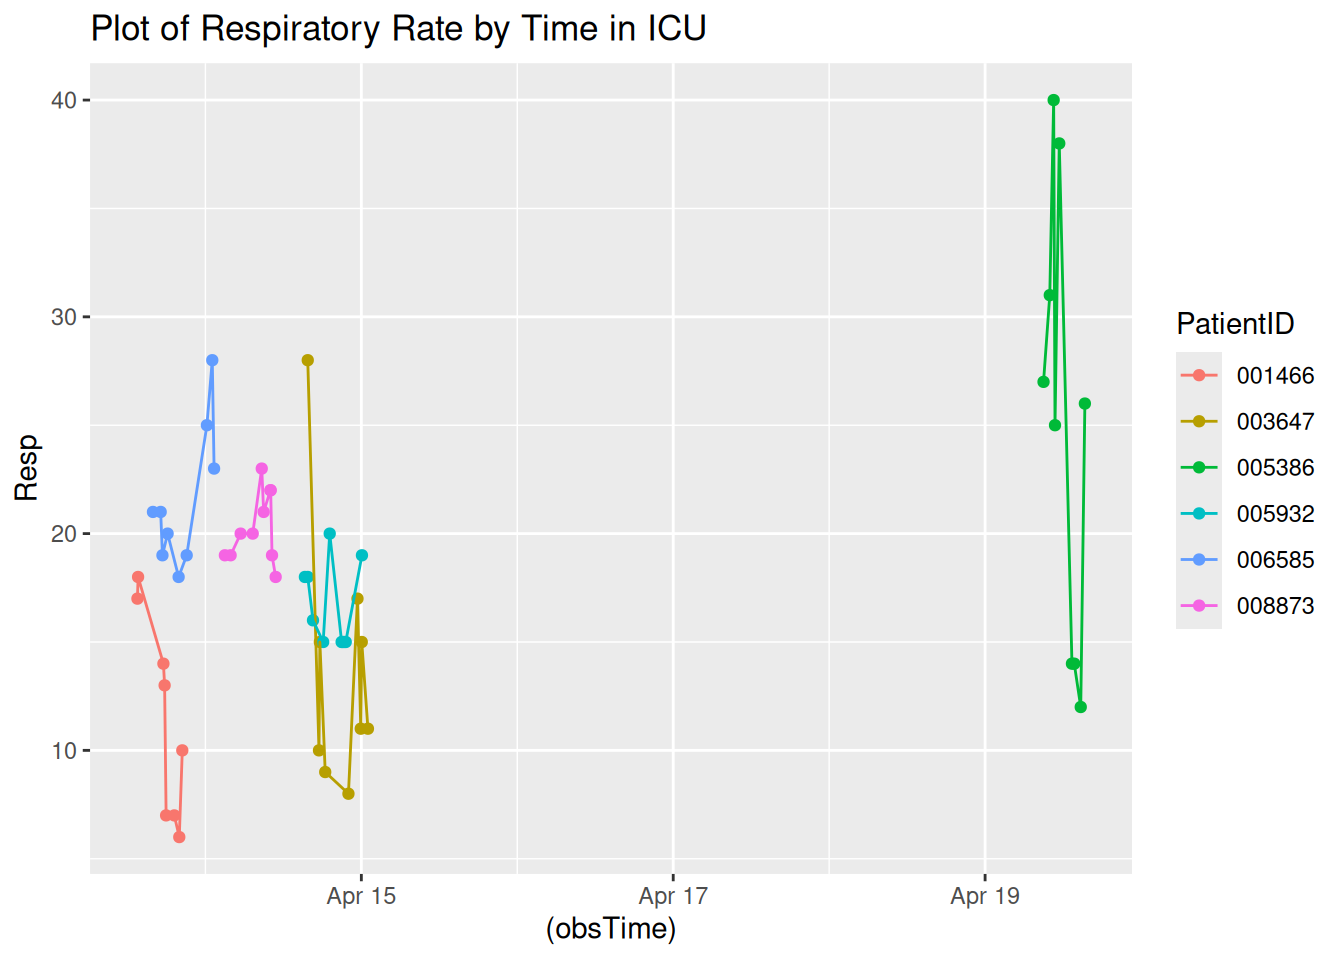 Plot of Respiratory Rate by Time in ICU
Resp
40
30
20
10
Apr 15
Apr 17
Apr 19
(obsTime)
PatientID
001466
003647
005386
005932
006585
008873